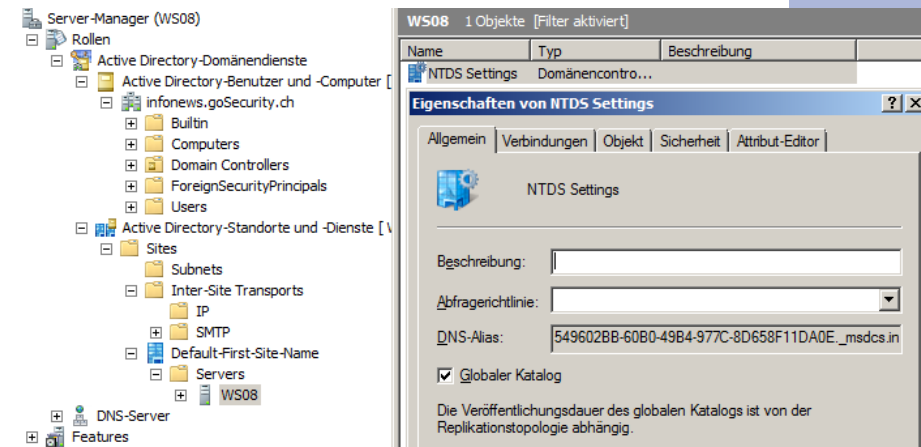 Server-Manager (WS08)
Rollen
Active Directory-Domänendienste
Active Directory-Benutzer und -Computer [
infonews.goSecurity.ch
Builtin
Computers
Domain Controllers
ForeignSecurityPrincipals
Users
Active Directory-Standorte und -Dienste [
Sites
Subnets
Inter-Site Transports
IP
SMTP
Default-First-Site-Name
Servers
WS08
DNS-Server
Features
WS08 1 Objekte [Filter aktiviert]
Name Typ Beschreibung
NTDS Settings Domänencontro...
Eigenschaften von NTDS Settings
Allgemein Verbindungen Objekt Sicherheit Attribut-Editor
NTDS Settings
Beschreibung:
Abfragerichtlinie:
DNS-Alias: 549602BB-60B0-49B4-977C-8D658F11DA0E._msdcs.in
Globaler Katalog
Die Veröffentlichungsdauer des globalen Katalogs ist von der
Replikationstopologie abhängig.